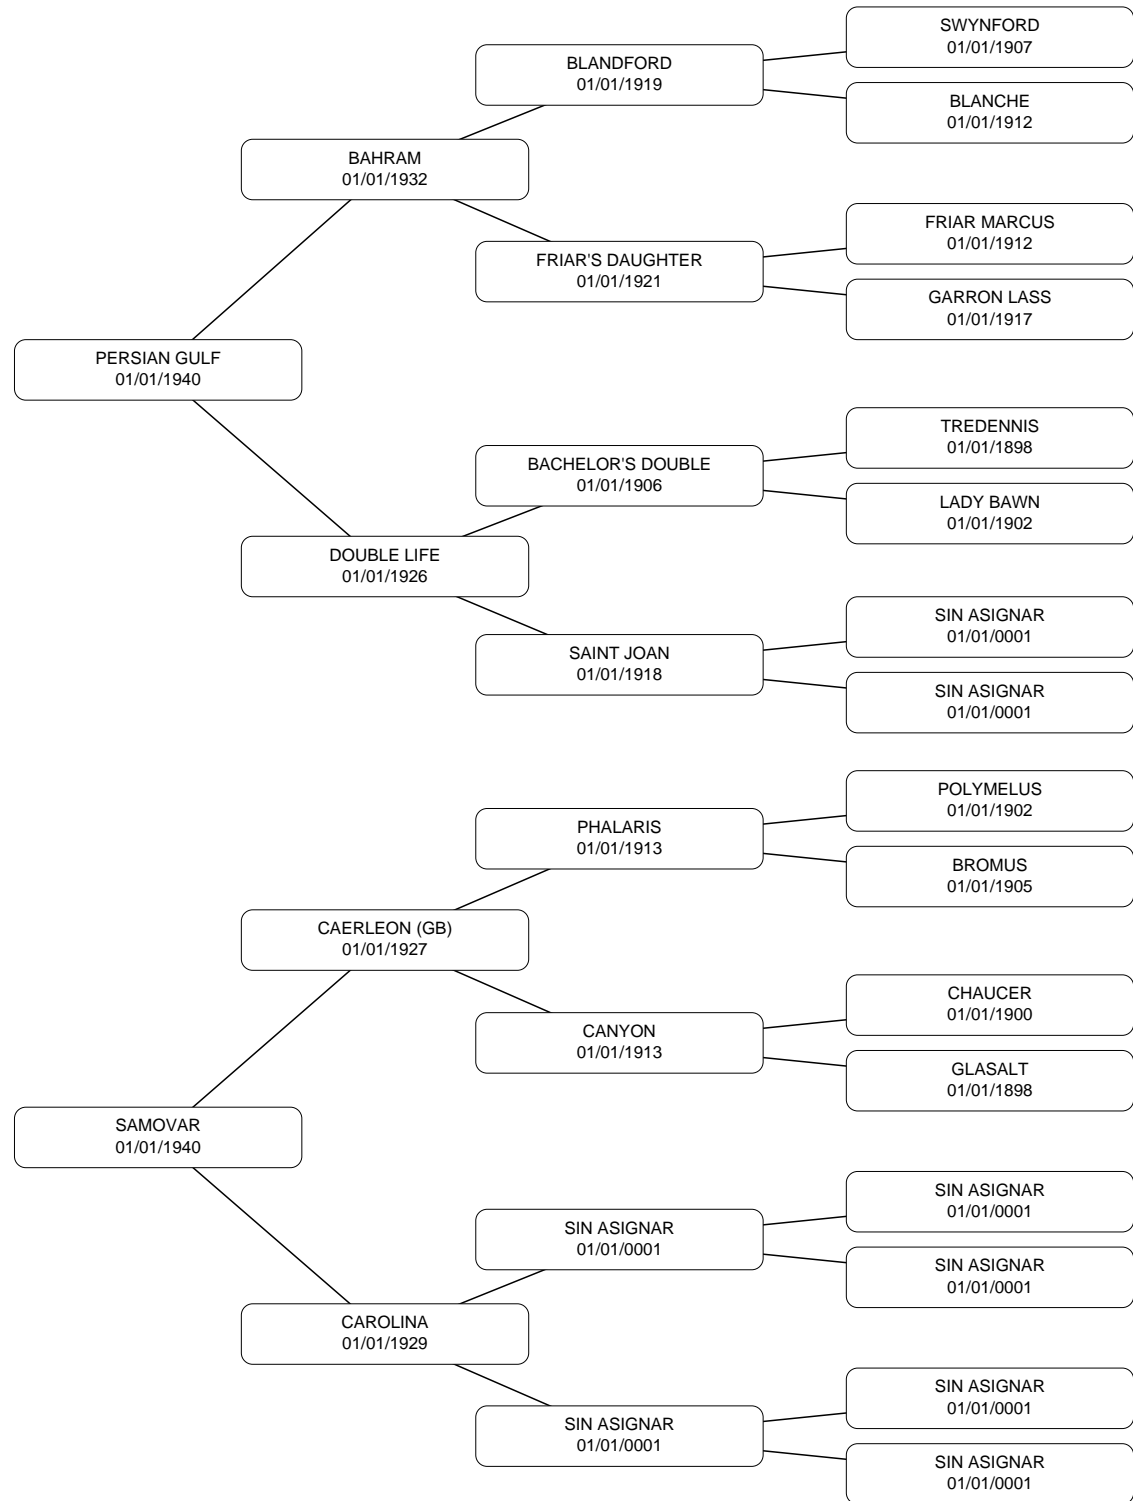 SWYNFORD
01/01/1907
BLANDFORD
01/01/1919
BLANCHE
01/01/1912
BAHRAM
01/01/1932
FRIAR MARCUS
01/01/1912
FRIAR'S DAUGHTER
01/01/1921
GARRON LASS
01/01/1917
PERSIAN GULF
01/01/1940
TREDENNIS
01/01/1898
BACHELOR'S DOUBLE
01/01/1906
LADY BAWN
01/01/1902
DOUBLE LIFE
01/01/1926
SIN ASIGNAR
01/01/0001
SAINT JOAN
01/01/1918
SIN ASIGNAR
01/01/0001
POLYMELUS
01/01/1902
PHALARIS
01/01/1913
BROMUS
01/01/1905
CAERLEON (GB)
01/01/1927
CHAUCER
01/01/1900
CANYON
01/01/1913
GLASALT
01/01/1898
SAMOVAR
01/01/1940
SIN ASIGNAR
01/01/0001
SIN ASIGNAR
01/01/0001
SIN ASIGNAR
01/01/0001
CAROLINA
01/01/1929
SIN ASIGNAR
01/01/0001
SIN ASIGNAR
01/01/0001
SIN ASIGNAR
01/01/0001